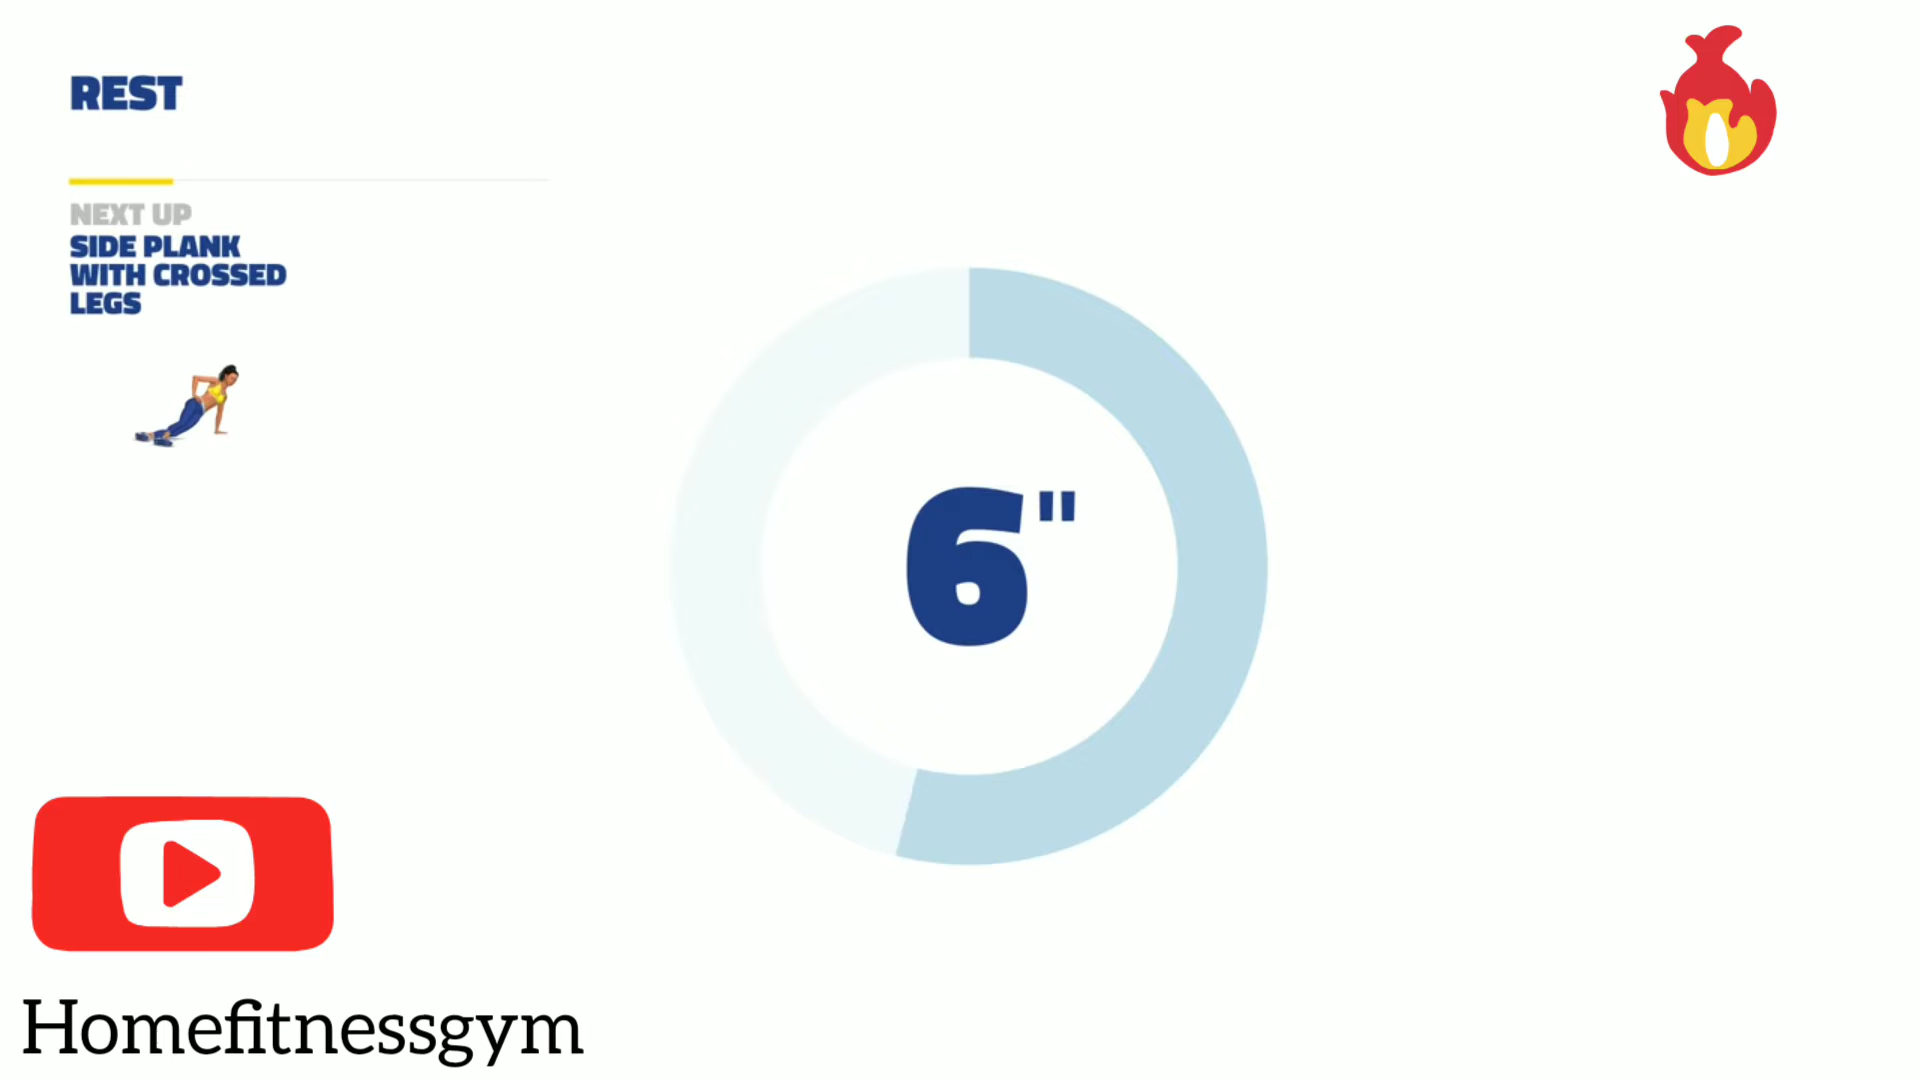 REST
NEXT UP
SIDE PLANK
WITH CROSSED
LEGS
6"
Homefitnessgym